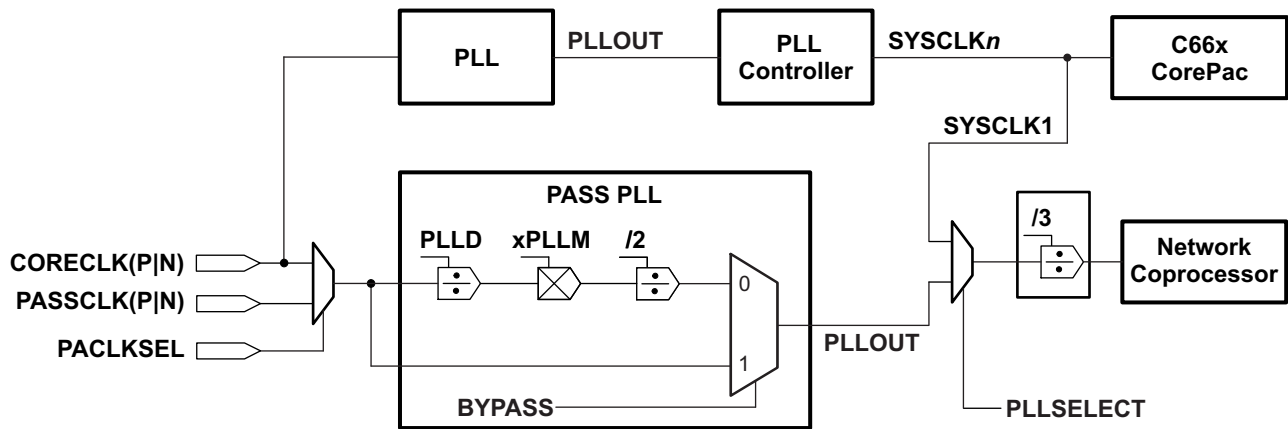 PLL
PLLOUT
PLL
Controller
SYSCLKn
C66x
CorePac
SYSCLK1
PASS PLL
PLLD
xPLLM
/2
/3
CORECLK(P|N)
PASSCLK(P|N)
PACLKSEL
0
1
BYPASS
PLLOUT
Network
Coprocessor
PLLSELECT